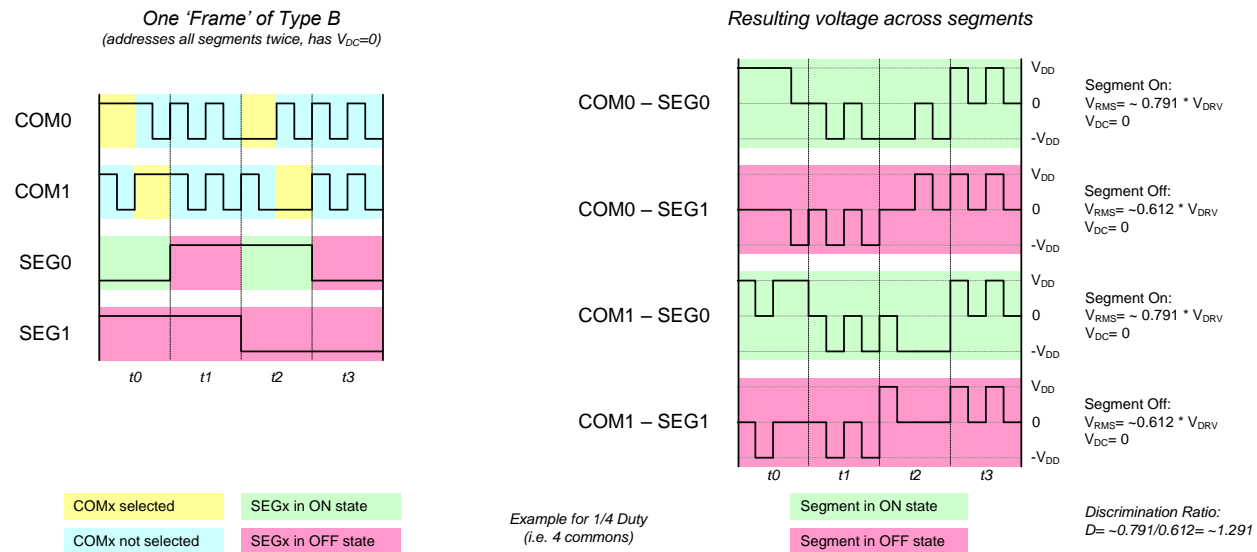 One ‘Frame’ of Type B
(addresses all segments twice, has VDC=0)
COM0
COM1
SEG0
SEG1
t0 t1 t2 t3
COMx selected
SEGx in ON state
COMx not selected
SEGx in OFF state
Example for 1/4 Duty
(i.e. 4 commons)
Resulting voltage across segments
COM0 – SEG0
VDD
0
-VDD
Segment On:
VRMS= ~ 0.791 * VDRV
VDC= 0
COM0 – SEG1
VDD
0
-VDD
Segment Off:
VRMS= ~0.612 * VDRV
VDC= 0
COM1 – SEG0
VDD
0
-VDD
Segment On:
VRMS= ~ 0.791 * VDRV
VDC= 0
COM1 – SEG1
VDD
0
-VDD
Segment Off:
VRMS= ~0.612 * VDRV
VDC= 0
t0 t1 t2 t3
Segment in ON state
Segment in OFF state
Discrimination Ratio:
D= ~0.791/0.612= ~1.291